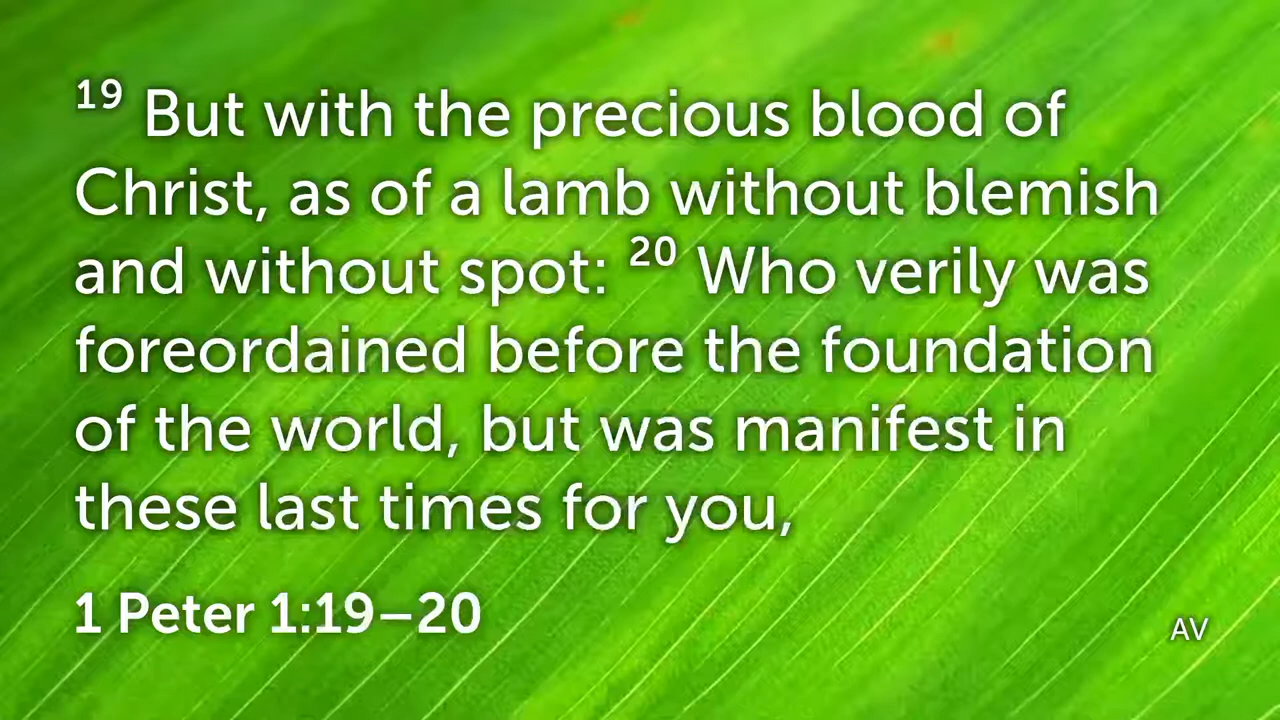 19 But with the precious blood of
Christ, as of a lamb without blemish
and without spot: 20 Who verily was
foreordained before the foundation
of the world, but was manifest in
these last times for you,
1 Peter 1:19–20
AV